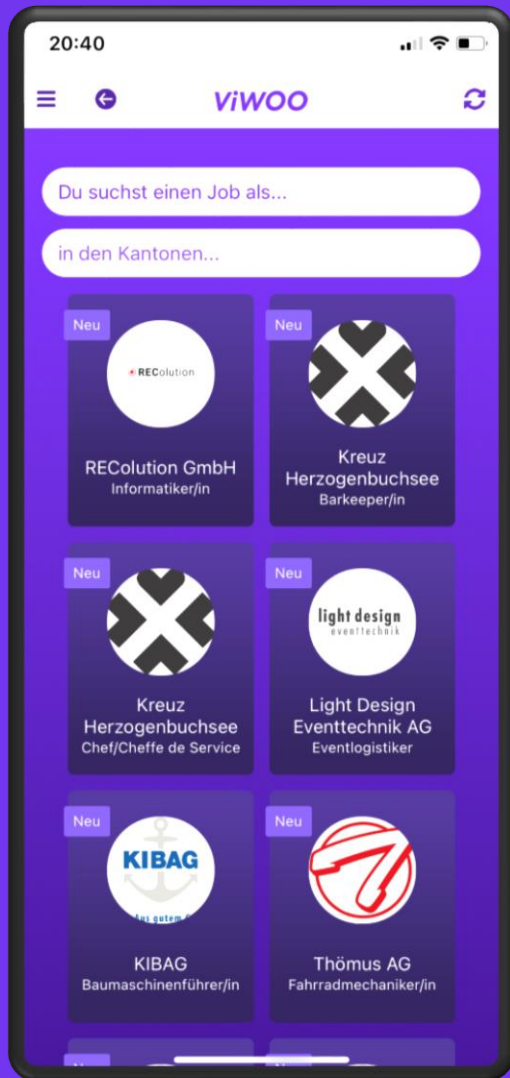 20:40
ViWOO
Du suchst einen Job als...
in den Kantonen...
Neu
REColution
REColution GmbH
Informatiker/in
Neu
Kreuz
Herzogenbuchsee
Barkeeper/in
Neu
Kreuz
Herzogenbuchsee
Chef/Cheffe de Service
Neu
light design
eventtechnik
Light Design
Eventtechnik AG
Eventlogistiker
Neu
KIBAG
Aus gutem
KIBAG
Baumaschinenführer/in
Neu
Thömus AG
Fahrradmechaniker/in